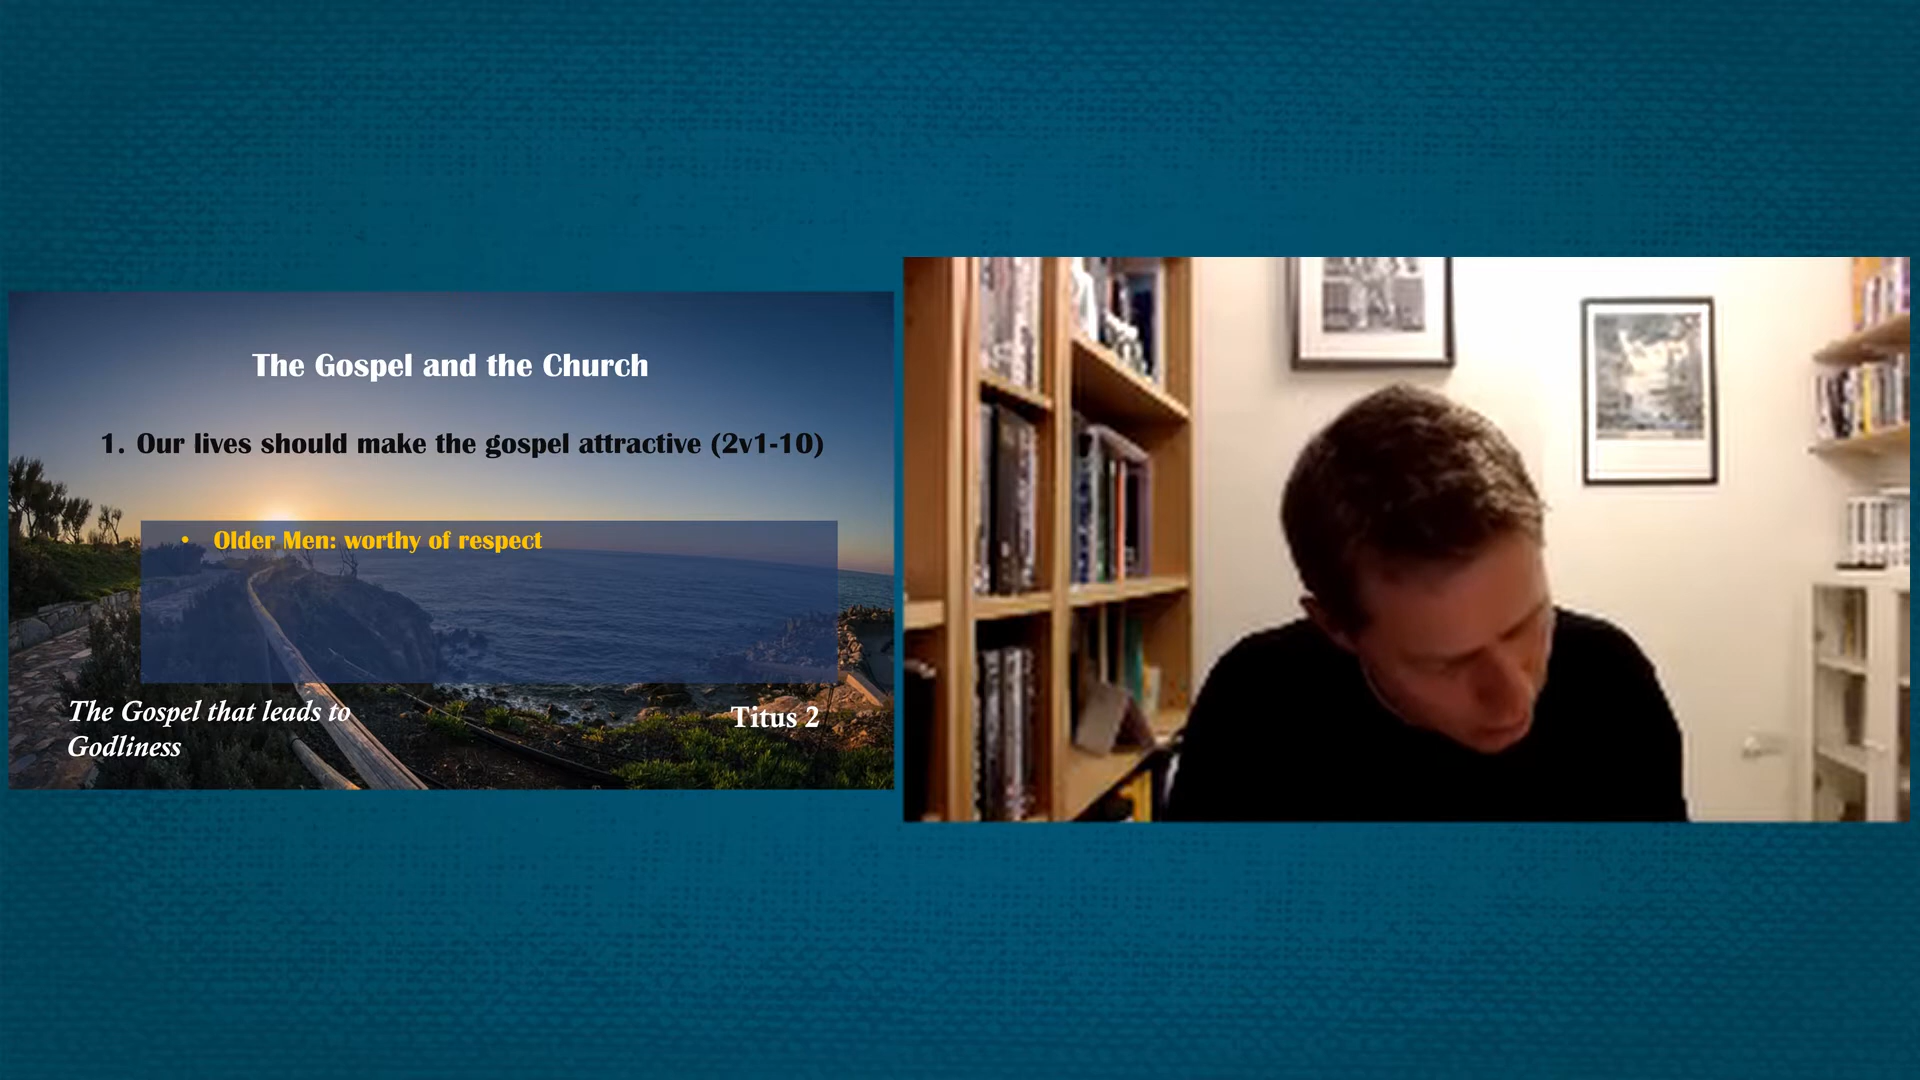 The Gospel and the Church
1. Our lives should make the gospel attractive (2v1-10)
• Older Men: worthy of respect
The Gospel that leads to
Godliness
Titus 2